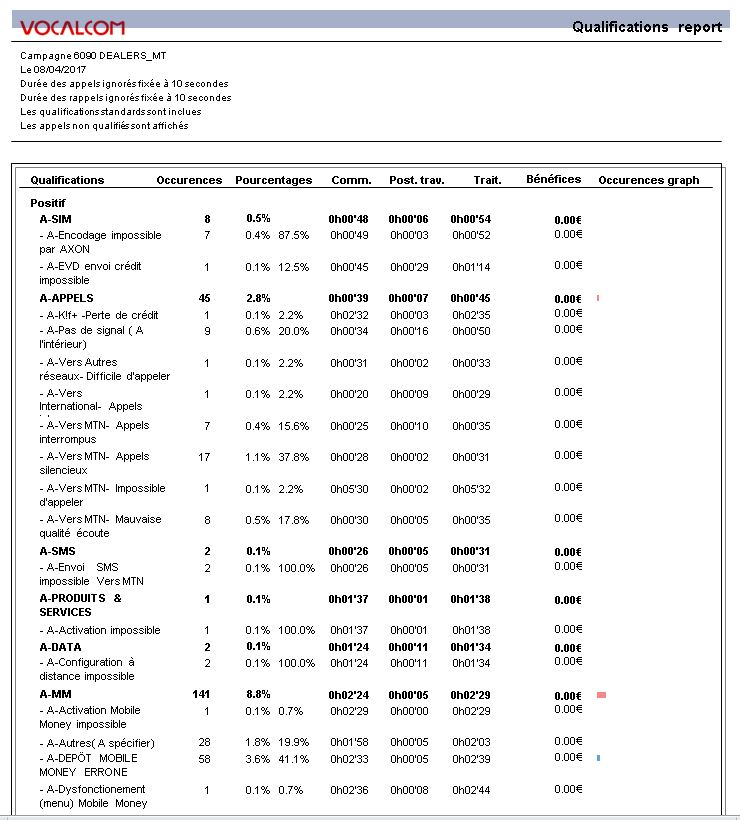 VOCALCOM
Qualifications report
Campagne 6090 DEALERS_MT
Le 08/04/2017
Durée des appels ignorés fixée à 10 secondes
Durée des rappels ignorés fixée à 10 secondes
Les qualifications standards sont inclues
Les appels non qualifiés sont affichés
Qualifications Occurences Pourcentages Comm. Post. trav. Trait. Bénéfices Occurences graph
Positif
A-SIM 8 0.5% 0h00'48 0h00'06 0h00'54 0.00€
- A-Encodage impossible 7 0.4% 87.5% 0h00'49 0h00'03 0h00'52 0.00€
par AXON
- A-EVD envoi crédit 1 0.1% 12.5% 0h00'45 0h00'29 0h01'14 0.00€
impossible
A-APPELS 45 2.8% 0h00'39 0h00'07 0h00'45 0.00€
- A-K!f+ -Perte de crédit 1 0.1% 2.2% 0h02'32 0h00'03 0h02'35 0.00€
- A-Pas de signal ( A 9 0.6% 20.0% 0h00'34 0h00'16 0h00'50 0.00€
l'intérieur)
- A-Vers Autres 1 0.1% 2.2% 0h00'31 0h00'02 0h00'33 0.00€
réseaux- Difficile d'appeler
- A-Vers 1 0.1% 2.2% 0h00'20 0h00'09 0h00'29 0.00€
International- Appels
- A-Vers MTN- Appels 7 0.4% 15.6% 0h00'25 0h00'10 0h00'35 0.00€
interrompus
- A-Vers MTN- Appels 17 1.1% 37.8% 0h00'28 0h00'02 0h00'31 0.00€
silencieux
- A-Vers MTN- Impossible 1 0.1% 2.2% 0h05'30 0h00'02 0h05'32 0.00€
d'appeler
- A-Vers MTN- Mauvaise 8 0.5% 17.8% 0h00'30 0h00'05 0h00'35 0.00€
qualité écoute
A-SMS 2 0.1% 0h00'26 0h00'05 0h00'31 0.00€
- A-Envoi SMS 2 0.1% 100.0% 0h00'26 0h00'05 0h00'31 0.00€
impossible Vers MTN
A-PRODUITS & 1 0.1% 0h01'37 0h00'01 0h01'38 0.00€
SERVICES
- A-Activation impossible 1 0.1% 100.0% 0h01'37 0h00'01 0h01'38 0.00€
A-DATA 2 0.1% 0h01'24 0h00'11 0h01'34 0.00€
- A-Configuration à 2 0.1% 100.0% 0h01'24 0h00'11 0h01'34 0.00€
distance impossible
A-MM 141 8.8% 0h02'24 0h00'05 0h02'29 0.00€
- A-Activation Mobile 1 0.1% 0.7% 0h02'29 0h00'00 0h02'29 0.00€
Money impossible
- A-Autres( A spécifier) 28 1.8% 19.9% 0h01'58 0h00'05 0h02'03 0.00€
- A-DEPÖT MOBILE 58 3.6% 41.1% 0h02'33 0h00'05 0h02'39 0.00€
MONEY ERRONE
- A-Dysfonctionement 1 0.1% 0.7% 0h02'36 0h00'08 0h02'44 0.00€
(menu) Mobile Money